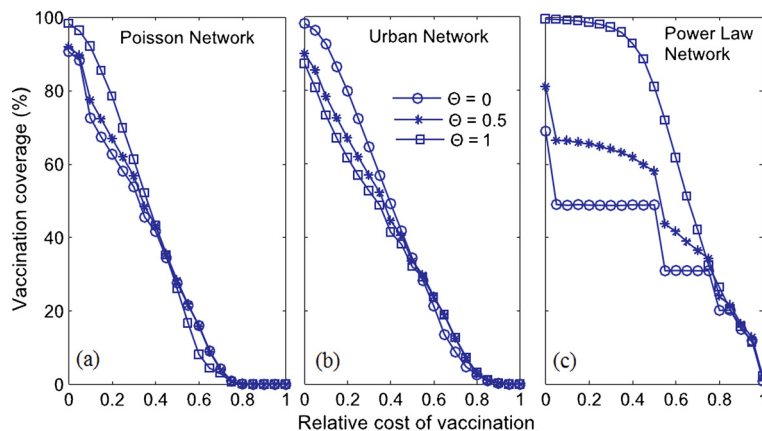 Vaccination coverage (%)
100
80
60
40
20
0
Poisson Network
(a)
0 0.2 0.4 0.6 0.8 1
Urban Network
Θ = 0
Θ = 0.5
Θ = 1
(b)
0 0.2 0.4 0.6 0.8 1
Power Law
Network
(c)
0 0.2 0.4 0.6 0.8 1
Relative cost of vaccination